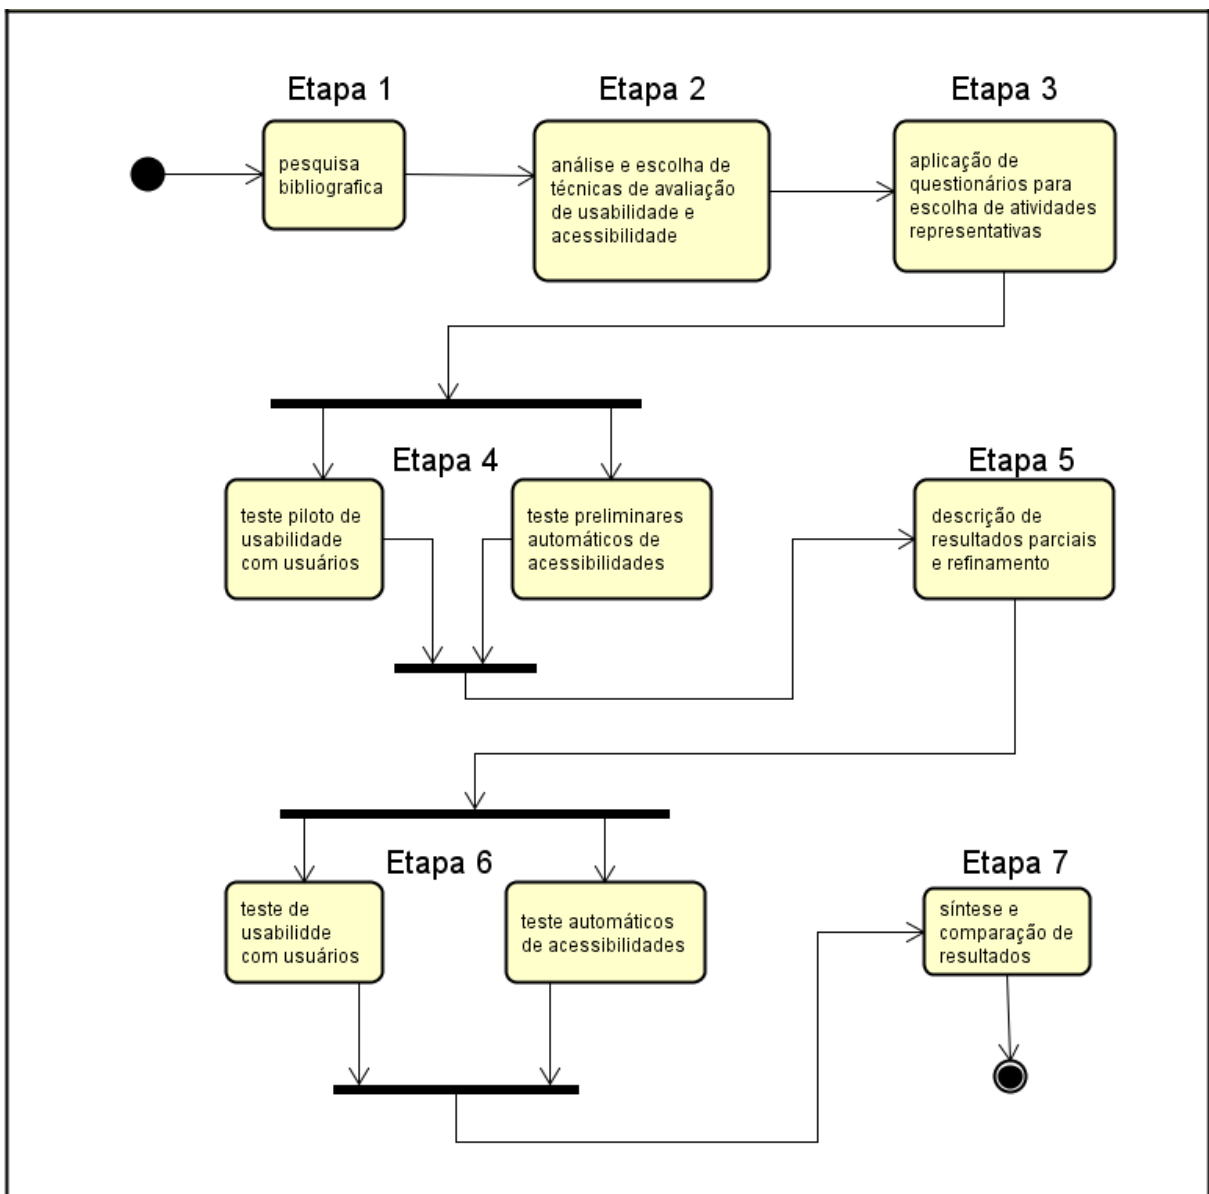 Etapa 1
pesquisa
bibliografica
Etapa 2
análise e escolha de
técnicas de avaliação
de usabilidade e
acessibilidade
Etapa 3
aplicação de
questionários para
escolha de atividades
representativas
Etapa 4
teste piloto de
usabilidade
com usuários
teste preliminares
automáticos de
acessibilidades
Etapa 5
descrição de
resultados parciais
e refinamento
Etapa 6
teste de
usabilidde
com usuários
teste automáticos
de acessibilidades
Etapa 7
síntese e
comparação de
resultados